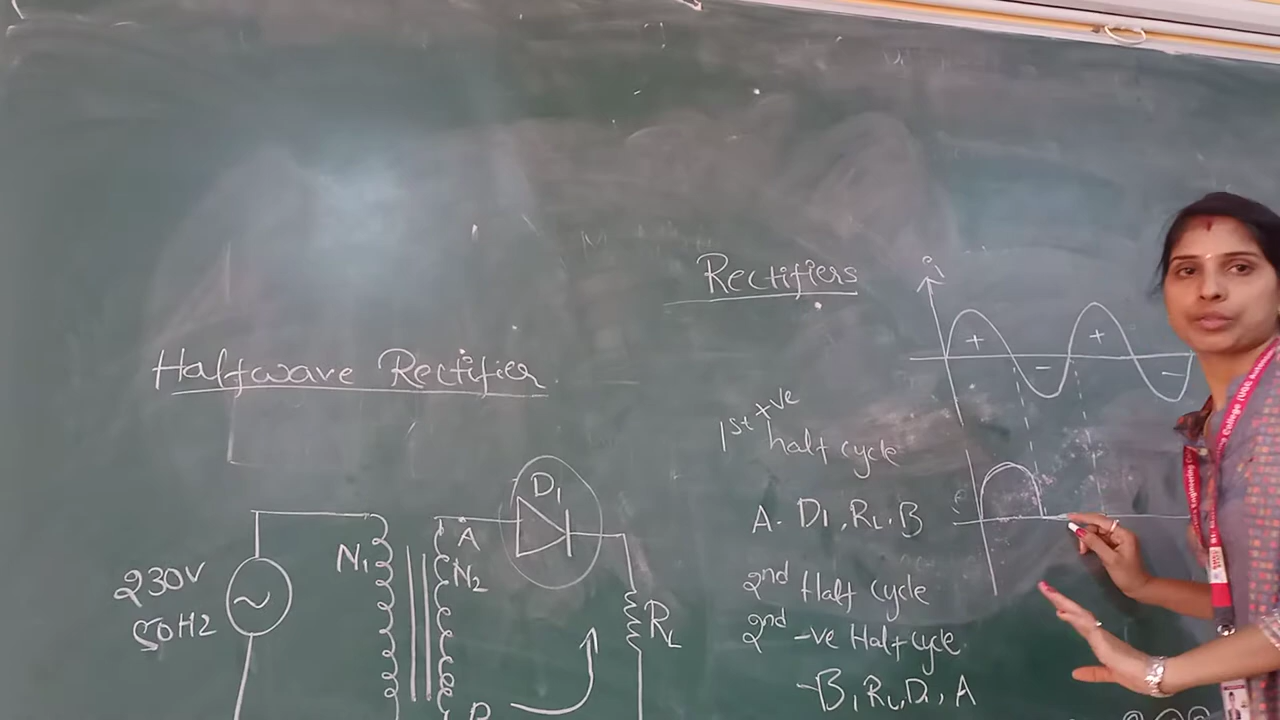 Rectifiers
i
+ - + -
Halfwave Rectifier
1st +ve
half cycle
A. D1, RL, B
2nd Half cycle
2nd -ve Half cycle
-B, RL, D1, A
D1
A
N1
N2
230V
50Hz
~
RL
B